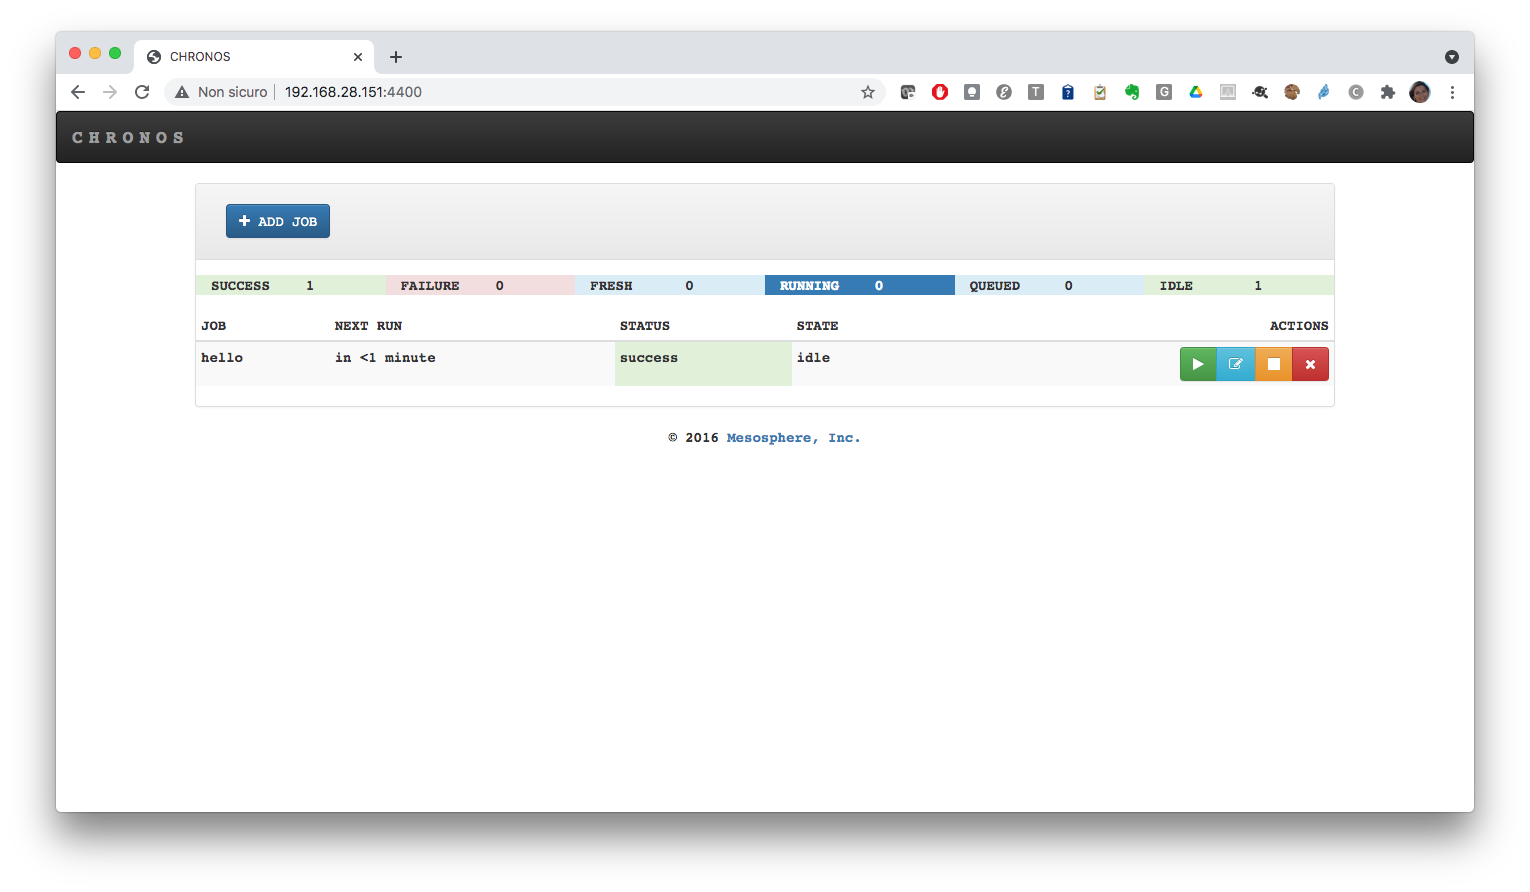 CHRONOS
Non sicuro 192.168.28.151:4400
CHRONOS
ADD JOB
SUCCESS 1 FAILURE 0 FRESH 0 RUNNING 0 QUEUED 0 IDLE 1
JOB NEXT RUN STATUS STATE ACTIONS
hello in <1 minute success idle
© 2016 Mesosphere, Inc.